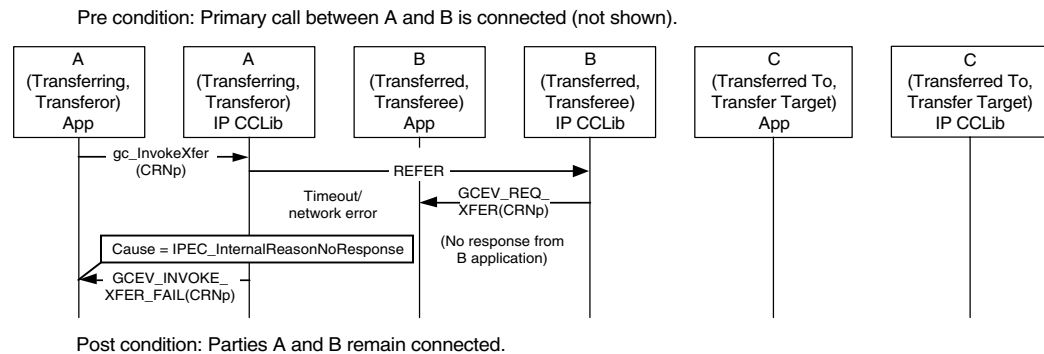 Pre condition: Primary call between A and B is connected (not shown).
A
(Transferring,
Transferor)
App
A
(Transferring,
Transferor)
IP CCLib
B
(Transferred,
Transferee)
App
B
(Transferred,
Transferee)
IP CCLib
C
(Transferred To,
Transfer Target)
App
C
(Transferred To,
Transfer Target)
IP CCLib
gc_InvokeXfer
(CRNp)
REFER
Timeout/
network error
GCEV_REQ_
XFER(CRNp)
(No response from
B application)
Cause = IPEC_InternalReasonNoResponse
GCEV_INVOKE_
XFER_FAIL(CRNp)
Post condition: Parties A and B remain connected.